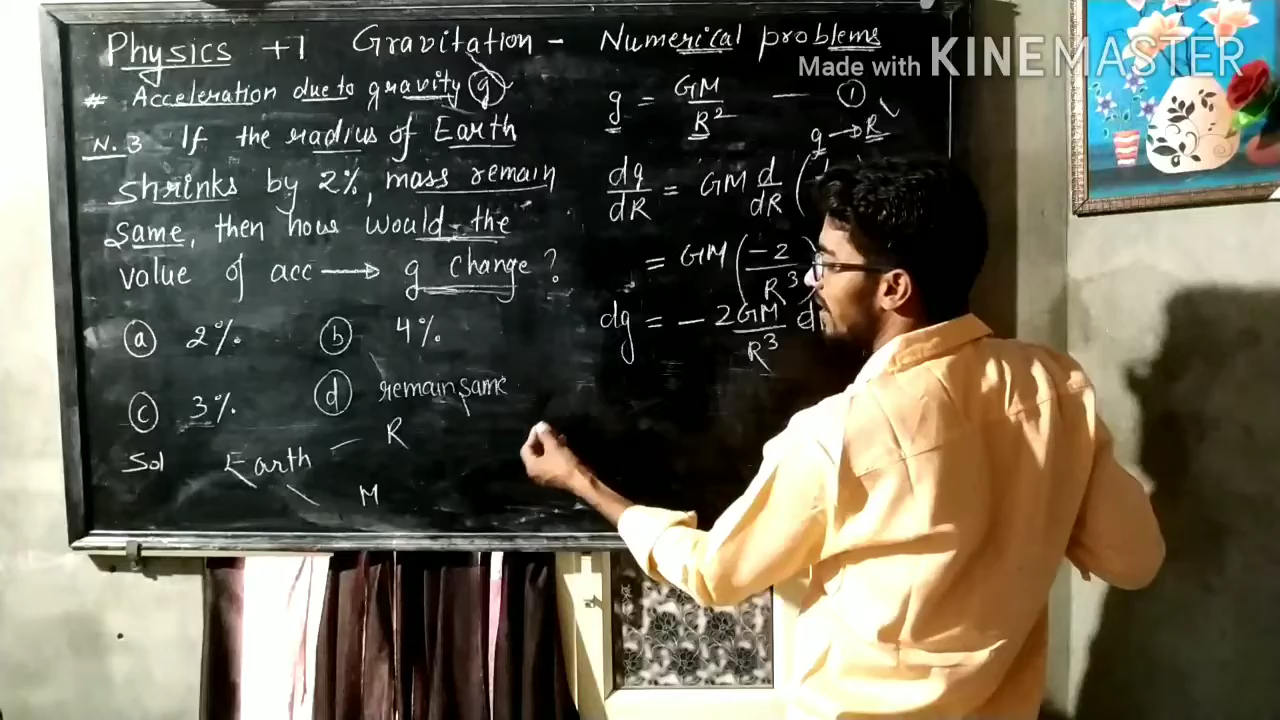 Physics +1 Gravitation - Numerical problems
Made with KINEMASTER
# Acceleration due to gravity g
N.3 If the radius of Earth
shrinks by 2%, mass remain
same, then how would the
value of acc → g change?
(a) 2% (b) 4%
(c) 3% (d) remain same
Sol Earth — R
M
g = GM/R² — (1)
g → R
dg/dR = GM d/dR (
= GM (-2/R³)
dg = - 2GM/R³